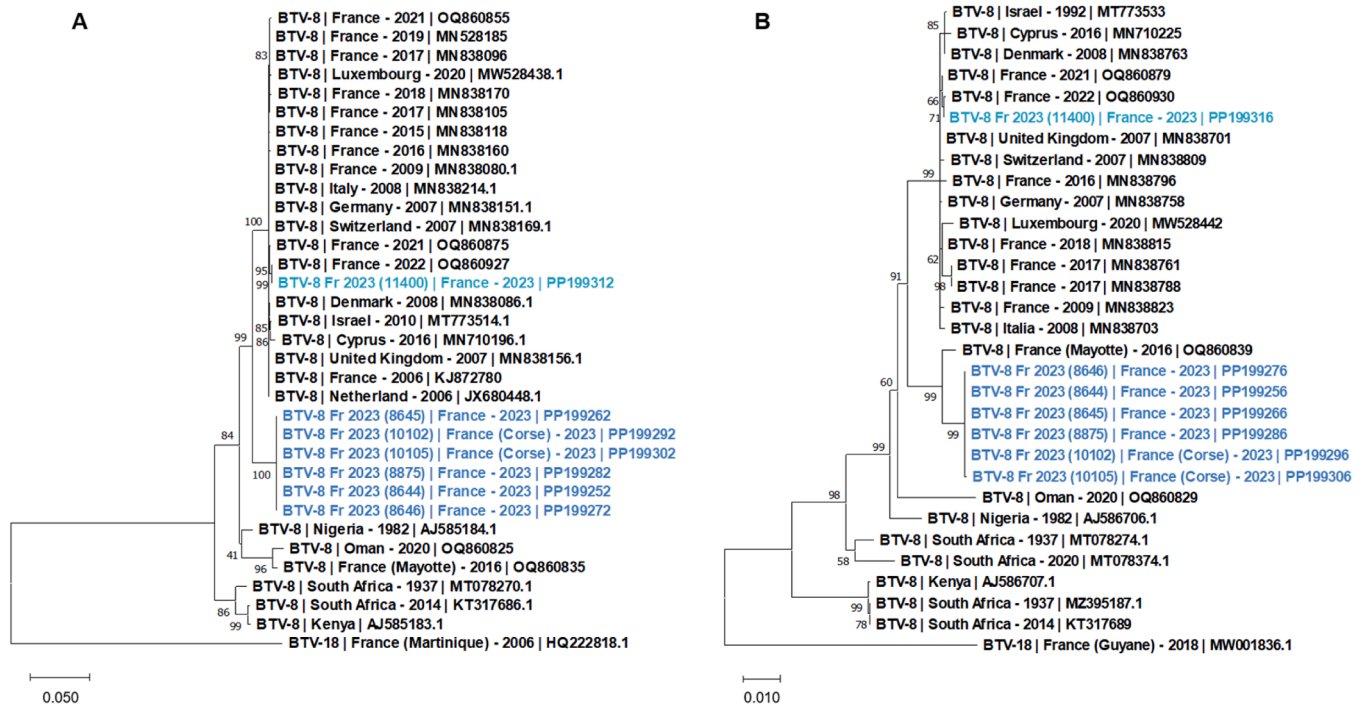 A
BTV-8 | France - 2021 | OQ860855
BTV-8 | France - 2019 | MN528185
83
BTV-8 | France - 2017 | MN838096
BTV-8 | Luxembourg - 2020 | MW528438.1
BTV-8 | France - 2018 | MN838170
BTV-8 | France - 2017 | MN838105
BTV-8 | France - 2015 | MN838118
BTV-8 | France - 2016 | MN838160
BTV-8 | France - 2009 | MN838080.1
BTV-8 | Italy - 2008 | MN838214.1
BTV-8 | Germany - 2007 | MN838151.1
100
BTV-8 | Switzerland - 2007 | MN838169.1
BTV-8 | France - 2021 | OQ860875
BTV-8 | France - 2022 | OQ860927
95
99
BTV-8 Fr 2023 (11400) | France - 2023 | PP199312
BTV-8 | Denmark - 2008 | MN838086.1
BTV-8 | Israel - 2010 | MT773514.1
85
86
BTV-8 | Cyprus - 2016 | MN710196.1
99
BTV-8 | United Kingdom - 2007 | MN838156.1
BTV-8 | France - 2006 | KJ872780
BTV-8 | Netherland - 2006 | JX680448.1
BTV-8 Fr 2023 (8645) | France - 2023 | PP199262
84
BTV-8 Fr 2023 (10102) | France (Corse) - 2023 | PP199292
BTV-8 Fr 2023 (10105) | France (Corse) - 2023 | PP199302
100
BTV-8 Fr 2023 (8875) | France - 2023 | PP199282
BTV-8 Fr 2023 (8644) | France - 2023 | PP199252
BTV-8 Fr 2023 (8646) | France - 2023 | PP199272
BTV-8 | Nigeria - 1982 | AJ585184.1
41
BTV-8 | Oman - 2020 | OQ860825
96
BTV-8 | France (Mayotte) - 2016 | OQ860835
BTV-8 | South Africa - 1937 | MT078270.1
86
BTV-8 | South Africa - 2014 | KT317686.1
99
BTV-8 | Kenya | AJ585183.1
BTV-18 | France (Martinique) - 2006 | HQ222818.1
0.050
B
BTV-8 | Israel - 1992 | MT773533
85
BTV-8 | Cyprus - 2016 | MN710225
BTV-8 | Denmark - 2008 | MN838763
BTV-8 | France - 2021 | OQ860879
66
BTV-8 | France - 2022 | OQ860930
71
BTV-8 Fr 2023 (11400) | France - 2023 | PP199316
BTV-8 | United Kingdom - 2007 | MN838701
BTV-8 | Switzerland - 2007 | MN838809
99
BTV-8 | France - 2016 | MN838796
BTV-8 | Germany - 2007 | MN838758
BTV-8 | Luxembourg - 2020 | MW528442
BTV-8 | France - 2018 | MN838815
62
BTV-8 | France - 2017 | MN838761
91
98
BTV-8 | France - 2017 | MN838788
BTV-8 | France - 2009 | MN838823
BTV-8 | Italia - 2008 | MN838703
BTV-8 | France (Mayotte) - 2016 | OQ860839
BTV-8 Fr 2023 (8646) | France - 2023 | PP199276
60
99
BTV-8 Fr 2023 (8644) | France - 2023 | PP199256
BTV-8 Fr 2023 (8645) | France - 2023 | PP199266
99
BTV-8 Fr 2023 (8875) | France - 2023 | PP199286
99
BTV-8 Fr 2023 (10102) | France (Corse) - 2023 | PP199296
BTV-8 Fr 2023 (10105) | France (Corse) - 2023 | PP199306
98
BTV-8 | Oman - 2020 | OQ860829
BTV-8 | Nigeria - 1982 | AJ586706.1
BTV-8 | South Africa - 1937 | MT078274.1
58
BTV-8 | South Africa - 2020 | MT078374.1
BTV-8 | Kenya | AJ586707.1
99
BTV-8 | South Africa - 1937 | MZ395187.1
78
BTV-8 | South Africa - 2014 | KT317689
BTV-18 | France (Guyane) - 2018 | MW001836.1
0.010